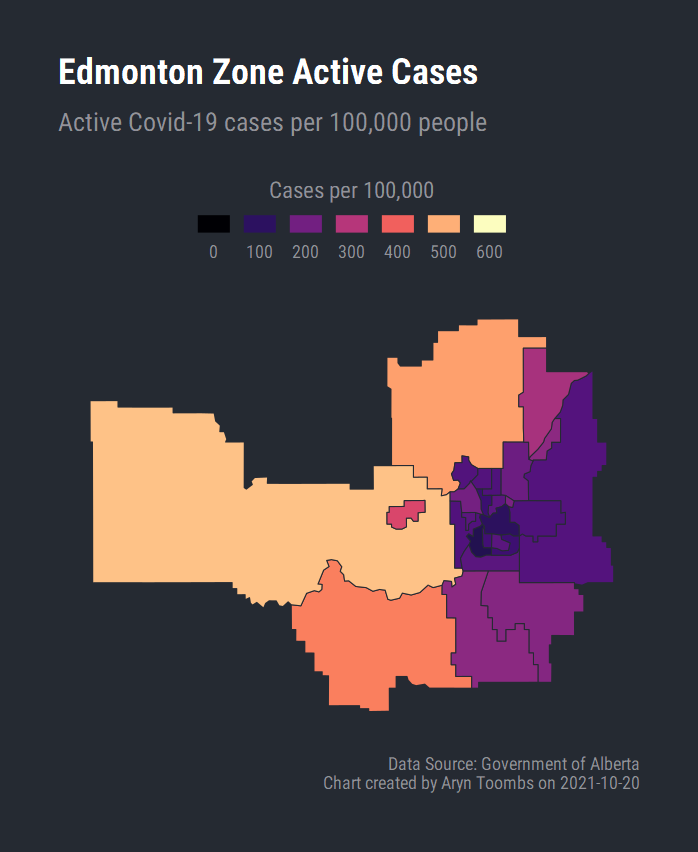 Edmonton Zone Active Cases
Active Covid-19 cases per 100,000 people
Cases per 100,000
0 100 200 300 400 500 600
Data Source: Government of Alberta
Chart created by Aryn Toombs on 2021-10-20